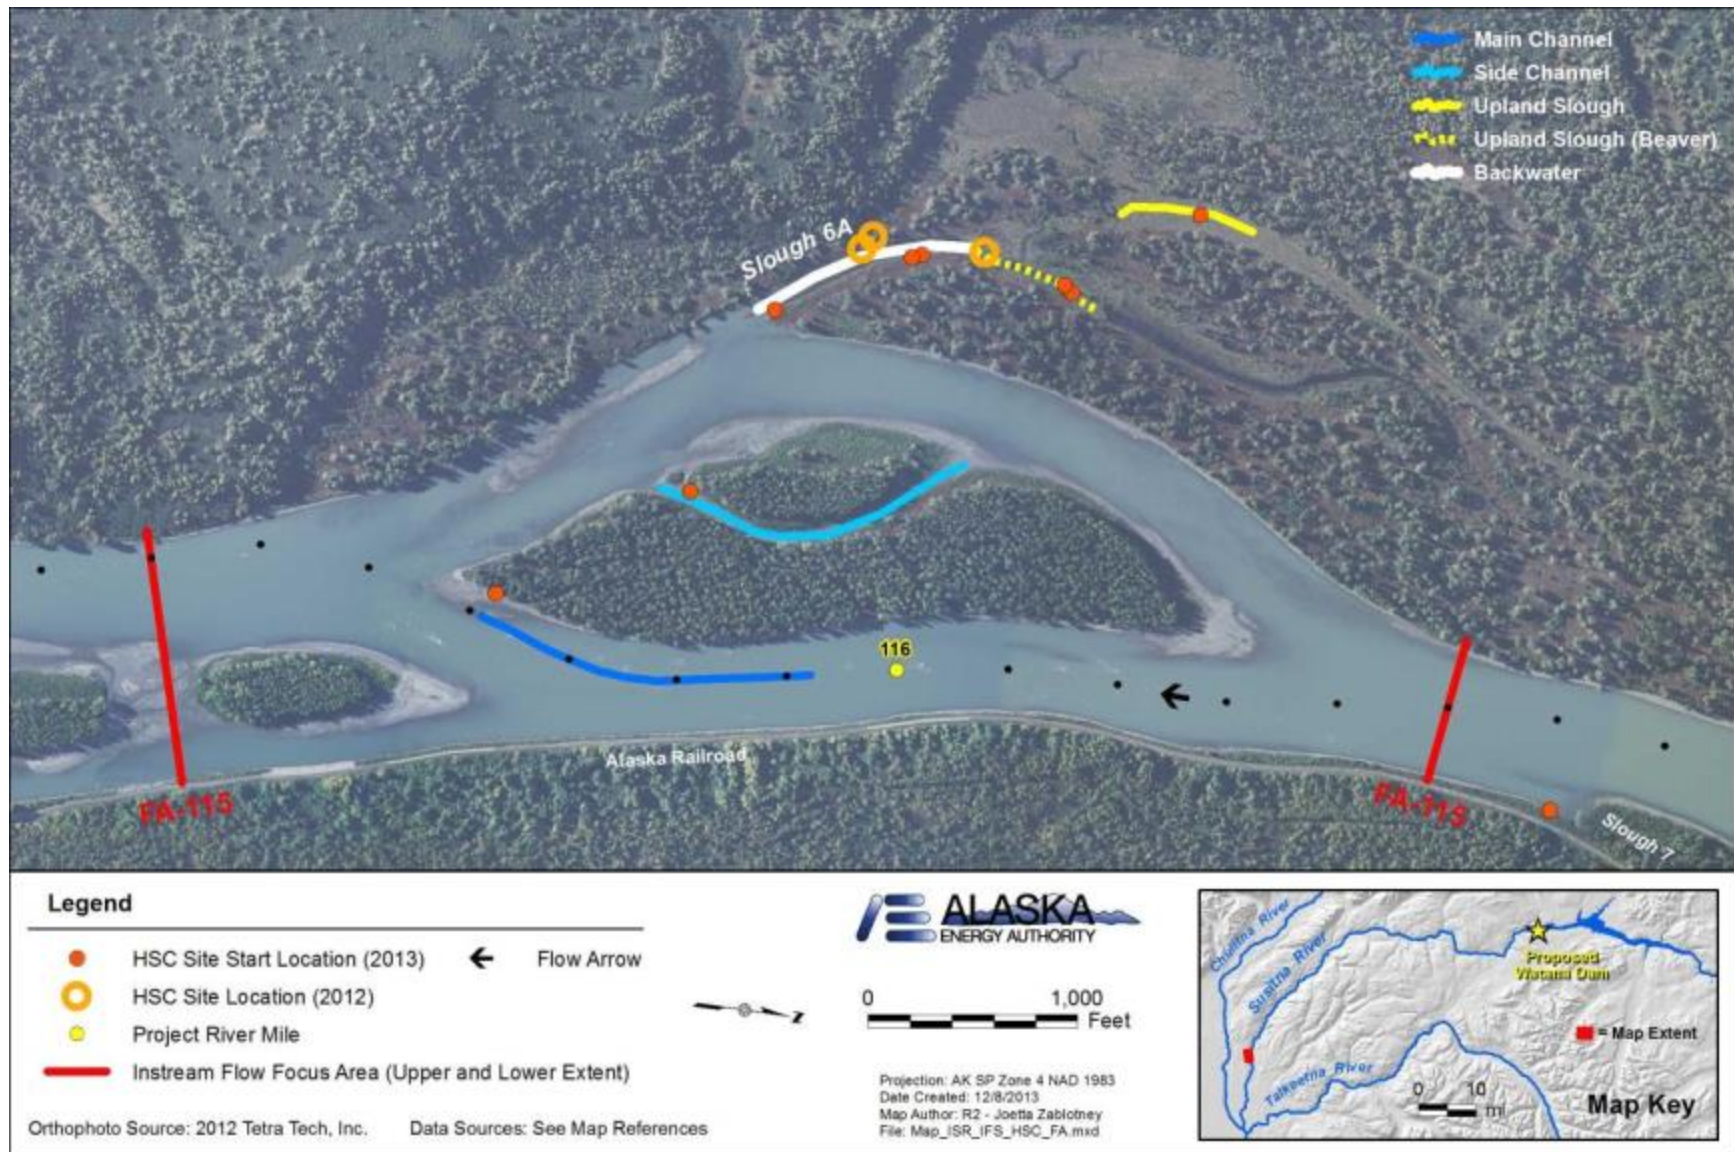 Main Channel
Side Channel
Upland Slough
Upland Slough (Beaver)
Backwater
Slough 6A
116
Alaska Railroad
FA-115
FA-115
Slough 7
Legend
HSC Site Start Location (2013)
Flow Arrow
HSC Site Location (2012)
Project River Mile
Instream Flow Focus Area (Upper and Lower Extent)
Orthophoto Source: 2012 Tetra Tech, Inc.
Data Sources: See Map References
N
ALASKA
ENERGY AUTHORITY
0
1,000
Feet
Projection: AK SP Zone 4 NAD 1983
Date Created: 12/8/2013
Map Author: R2 - Joetta Zablotney
File: Map_ISR_IFS_HSC_FA.mxd
Chulitna River
Susitna River
Proposed
Watana Dam
= Map Extent
Talkeetna River
0
10
mi
Map Key